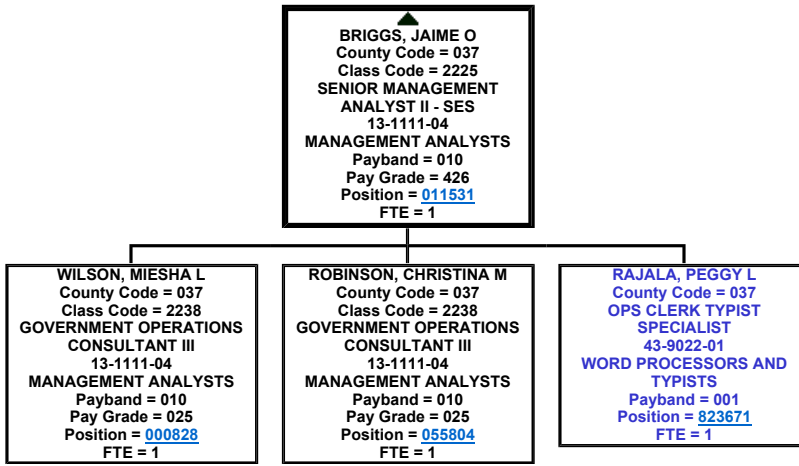 BRIGGS, JAIME O
County Code = 037
Class Code = 2225
SENIOR MANAGEMENT
ANALYST II - SES
13-1111-04
MANAGEMENT ANALYSTS
Payband = 010
Pay Grade = 426
Position = 011531
FTE = 1
WILSON, MIESHA L
County Code = 037
Class Code = 2238
GOVERNMENT OPERATIONS
CONSULTANT III
13-1111-04
MANAGEMENT ANALYSTS
Payband = 010
Pay Grade = 025
Position = 000828
FTE = 1
ROBINSON, CHRISTINA M
County Code = 037
Class Code = 2238
GOVERNMENT OPERATIONS
CONSULTANT III
13-1111-04
MANAGEMENT ANALYSTS
Payband = 010
Pay Grade = 025
Position = 055804
FTE = 1
RAJALA, PEGGY L
County Code = 037
OPS CLERK TYPIST
SPECIALIST
43-9022-01
WORD PROCESSORS AND
TYPISTS
Payband = 001
Position = 823671
FTE = 1